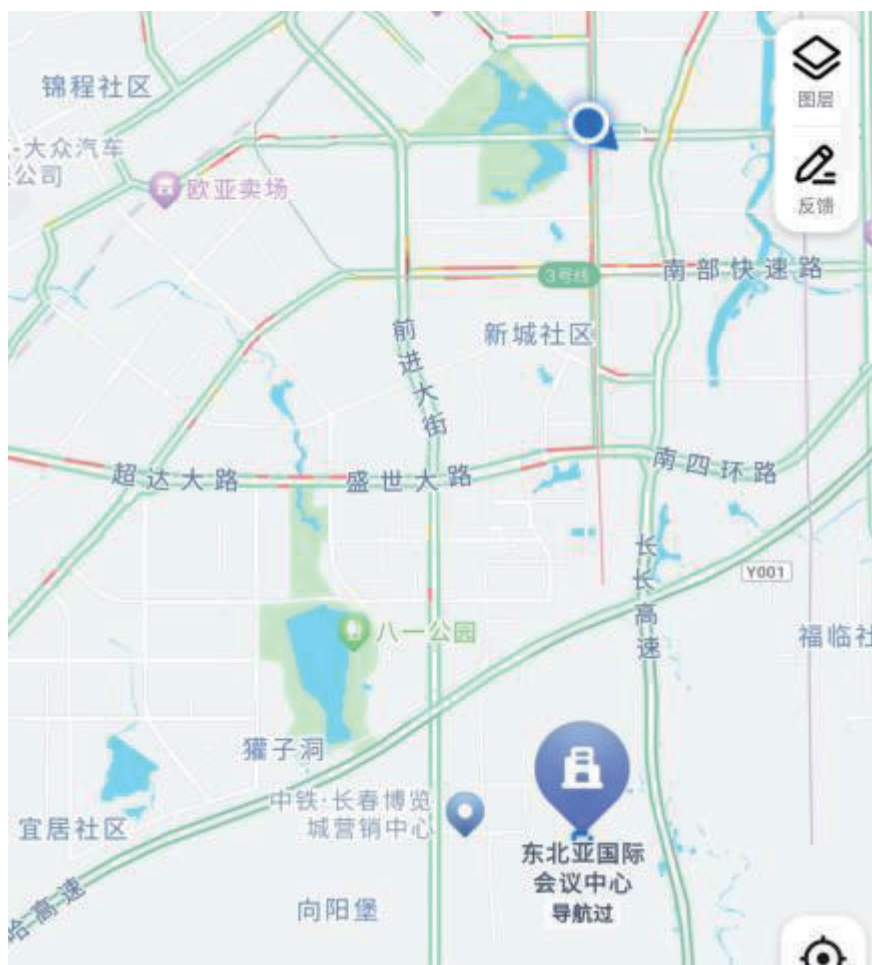 图层
锦程社区
-大众汽车
公司
欧亚卖场
反馈
南部快速路
3号线
新城社区
前进大街
超达大路
盛世大路
南四环路
长长高速
Y001
八一公园
福临社
獾子洞
中铁·长春博览
城营销中心
宜居社区
东北亚国际
会议中心
导航过
向阳堡
哈高速